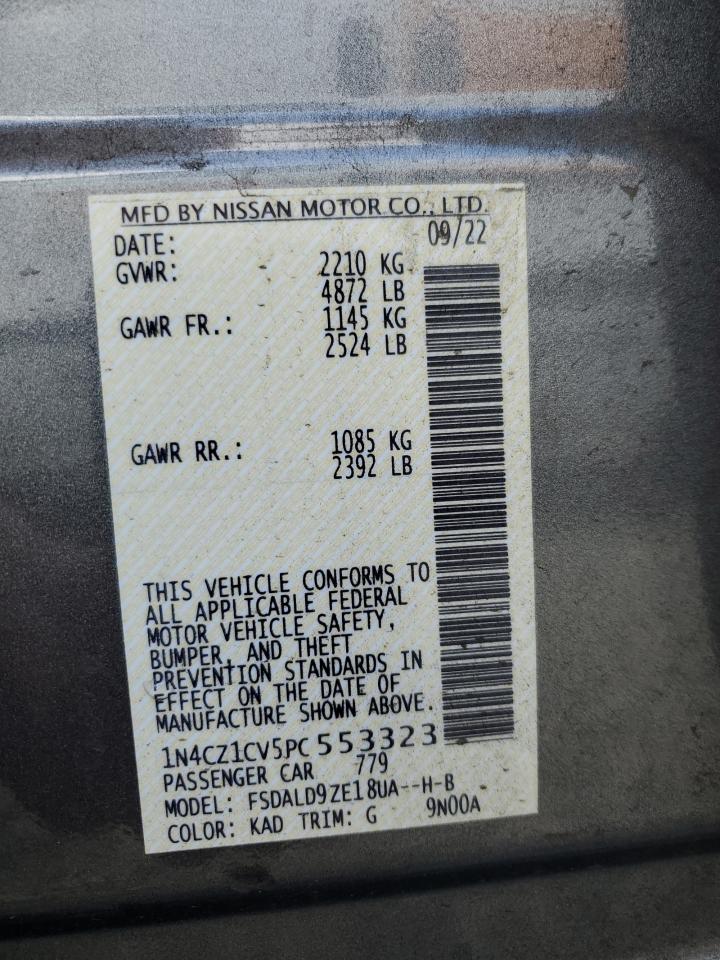 MFD BY NISSAN MOTOR CO., LTD.
DATE: 09/22
GVWR: 2210 KG
4872 LB
GAWR FR.: 1145 KG
2524 LB
GAWR RR.: 1085 KG
2392 LB
THIS VEHICLE CONFORMS TO
ALL APPLICABLE FEDERAL
MOTOR VEHICLE SAFETY,
BUMPER, AND THEFT
PREVENTION STANDARDS IN
EFFECT ON THE DATE OF
MANUFACTURE SHOWN ABOVE.
1N4CZ1CV5PC553323
PASSENGER CAR 779
MODEL: FSDALD9ZE18UA--H-B
COLOR: KAD TRIM: G 9N00A